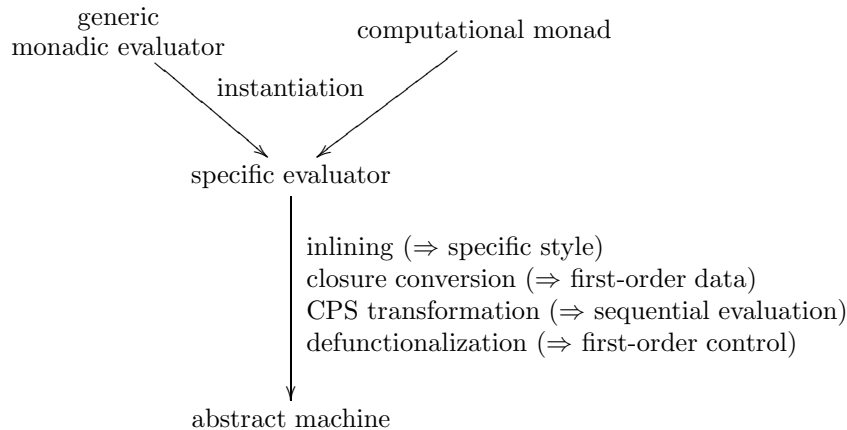 generic
monadic evaluator
computational monad
instantiation
specific evaluator
inlining (⇒ specific style)
closure conversion (⇒ first-order data)
CPS transformation (⇒ sequential evaluation)
defunctionalization (⇒ first-order control)
abstract machine